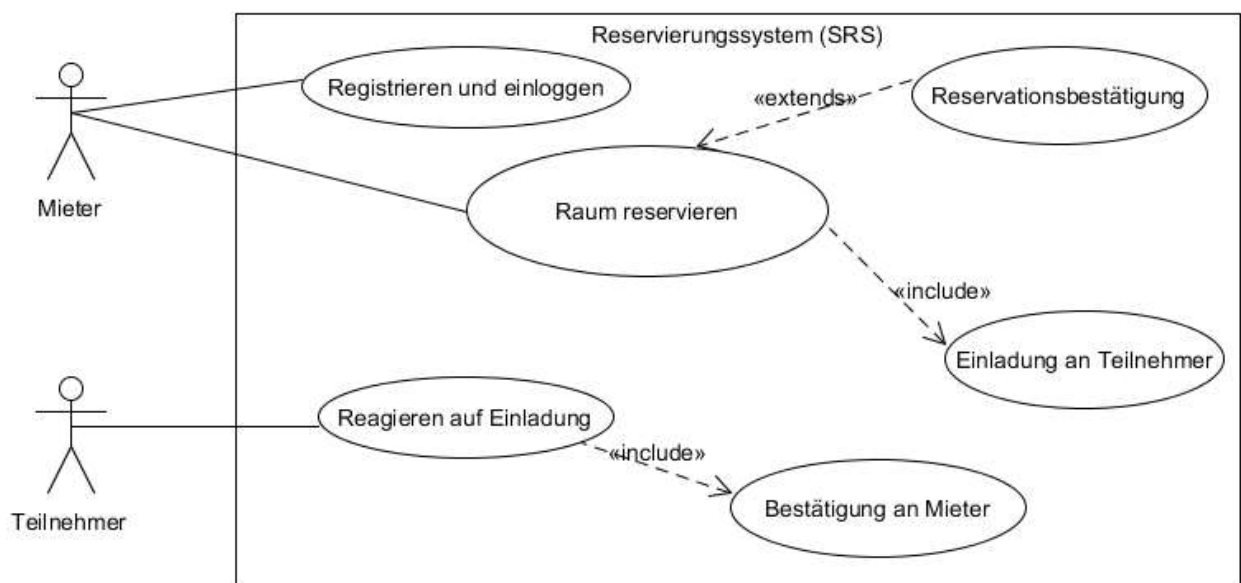 Reservierungssystem (SRS)
Registrieren und einloggen
«extends»
Reservationsbestätigung
Mieter
Raum reservieren
«include»
Einladung an Teilnehmer
Reagieren auf Einladung
«include»
Bestätigung an Mieter
Teilnehmer